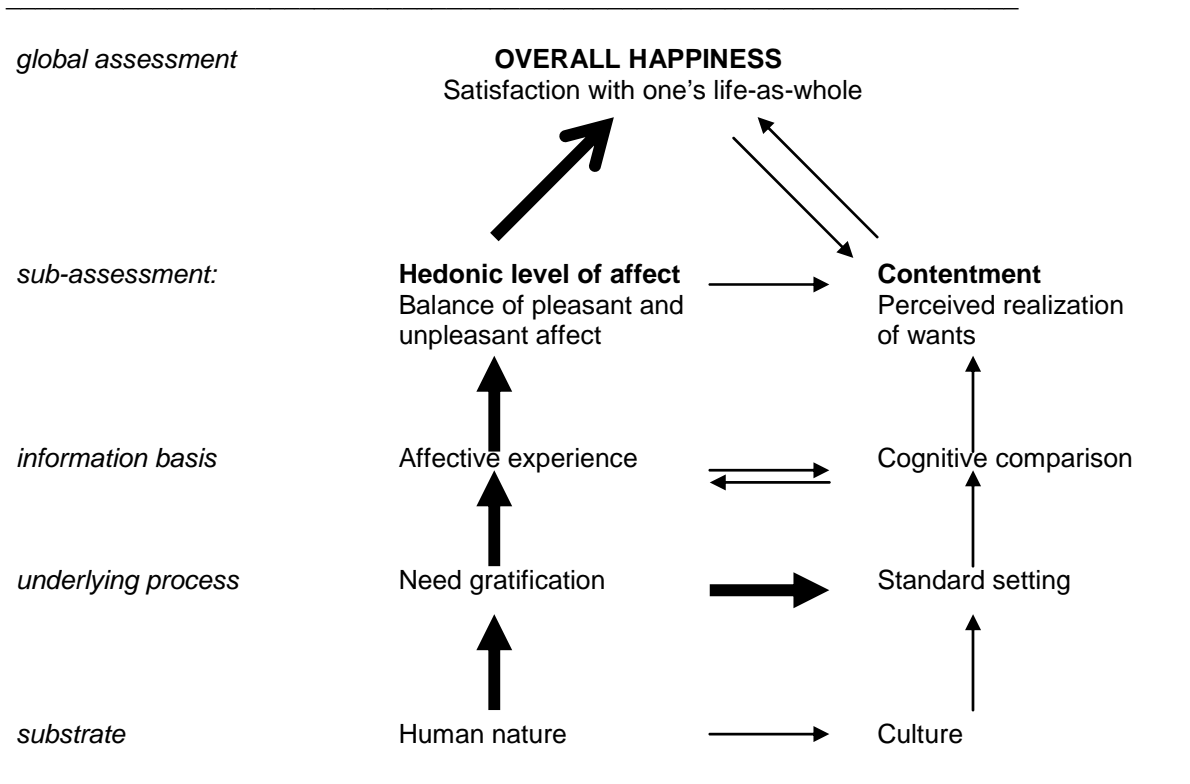 global assessment OVERALL HAPPINESS
Satisfaction with one’s life-as-whole
sub-assessment: Hedonic level of affect Contentment
Balance of pleasant and Perceived realization
unpleasant affect of wants
information basis Affective experience Cognitive comparison
underlying process Need gratification Standard setting
substrate Human nature Culture